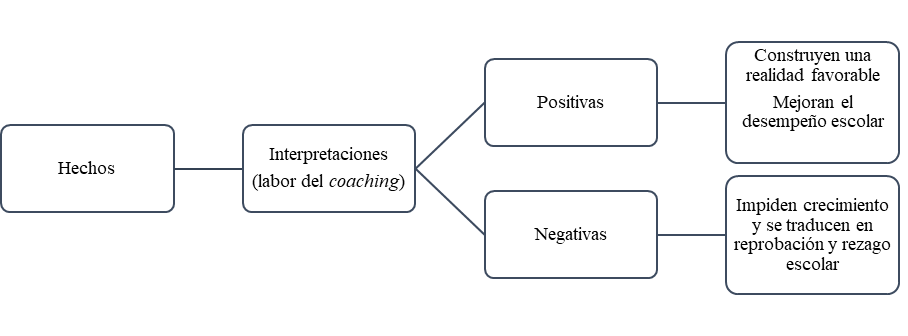 Hechos
Interpretaciones
(labor del coaching)
Positivas
Construyen una
realidad favorable
Mejoran el
desempeño escolar
Negativas
Impiden crecimiento
y se traducen en
reprobación y rezago
escolar